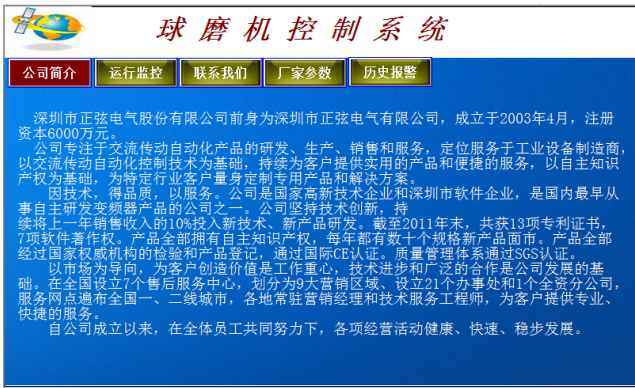 球磨机控制系统
公司简介 运行监控 联系我们 厂家参数 历史报警
深圳市正弦电气股份有限公司前身为深圳市正弦电气有限公司，成立于2003年4月，注册
资本6000万元。
公司专注于交流传动自动化产品的研发、生产、销售和服务，定位服务于工业设备制造商，
以交流传动自动化控制技术为基础，持续为客户提供实用的产品和便捷的服务，以自主知识
产权为基础，为特定行业客户量身定制专用产品和解决方案。
因技术，得品质，以服务。公司是国家高新技术企业和深圳市软件企业，是国内最早从
事自主研发变频器产品的公司之一。公司坚持技术创新，持
续将上一年销售收入的10%投入新技术、新产品研发。截至2011年末，共获13项专利证书，
7项软件著作权。产品全部拥有自主知识产权，每年都有数十个规格新产品面市。产品全部
经过国家权威机构的检验和产品登记，通过国际CE认证。质量管理体系通过SGS认证。
以市场为导向，为客户创造价值是工作重心，技术进步和广泛的合作是公司发展的基
础。在全国设立7个售后服务中心，划分为9大营销区域、设立21个办事处和1个全资分公司，
服务网点遍布全国一、二线城市，各地常驻营销经理和技术服务工程师，为客户提供专业、
快捷的服务。
自公司成立以来，在全体员工共同努力下，各项经营活动健康、快速、稳步发展。